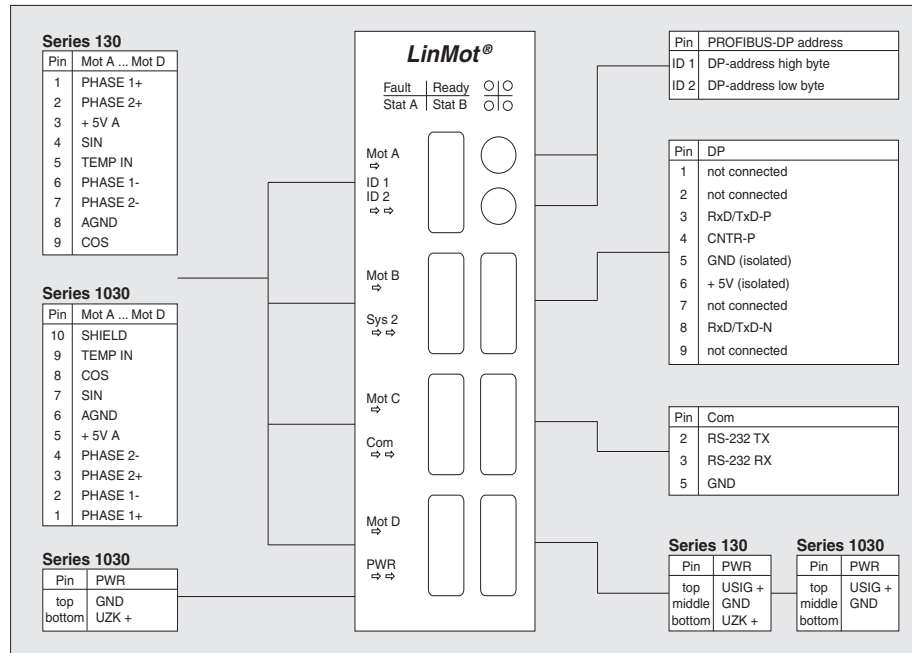 Series 130
Pin Mot A ... Mot D
1 PHASE 1+
2 PHASE 2+
3 + 5V A
4 SIN
5 TEMP IN
6 PHASE 1-
7 PHASE 2-
8 AGND
9 COS
Series 1030
Pin Mot A ... Mot D
10 SHIELD
9 TEMP IN
8 COS
7 SIN
6 AGND
5 + 5V A
4 PHASE 2-
3 PHASE 2+
2 PHASE 1-
1 PHASE 1+
Series 1030
Pin PWR
top GND
bottom UZK +
LinMot®
Fault Ready
Stat A Stat B
Mot A
⇨
ID 1
ID 2
⇨ ⇨
Mot B
⇨
Sys 2
⇨ ⇨
Mot C
⇨
Com
⇨ ⇨
Mot D
⇨
PWR
⇨ ⇨
Pin PROFIBUS-DP address
ID 1 DP-address high byte
ID 2 DP-address low byte
Pin DP
1 not connected
2 not connected
3 RxD/TxD-P
4 CNTR-P
5 GND (isolated)
6 + 5V (isolated)
7 not connected
8 RxD/TxD-N
9 not connected
Pin Com
2 RS-232 TX
3 RS-232 RX
5 GND
Series 130
Pin PWR
top USIG +
middle GND
bottom UZK +
Series 1030
Pin PWR
top USIG +
middle GND
bottom